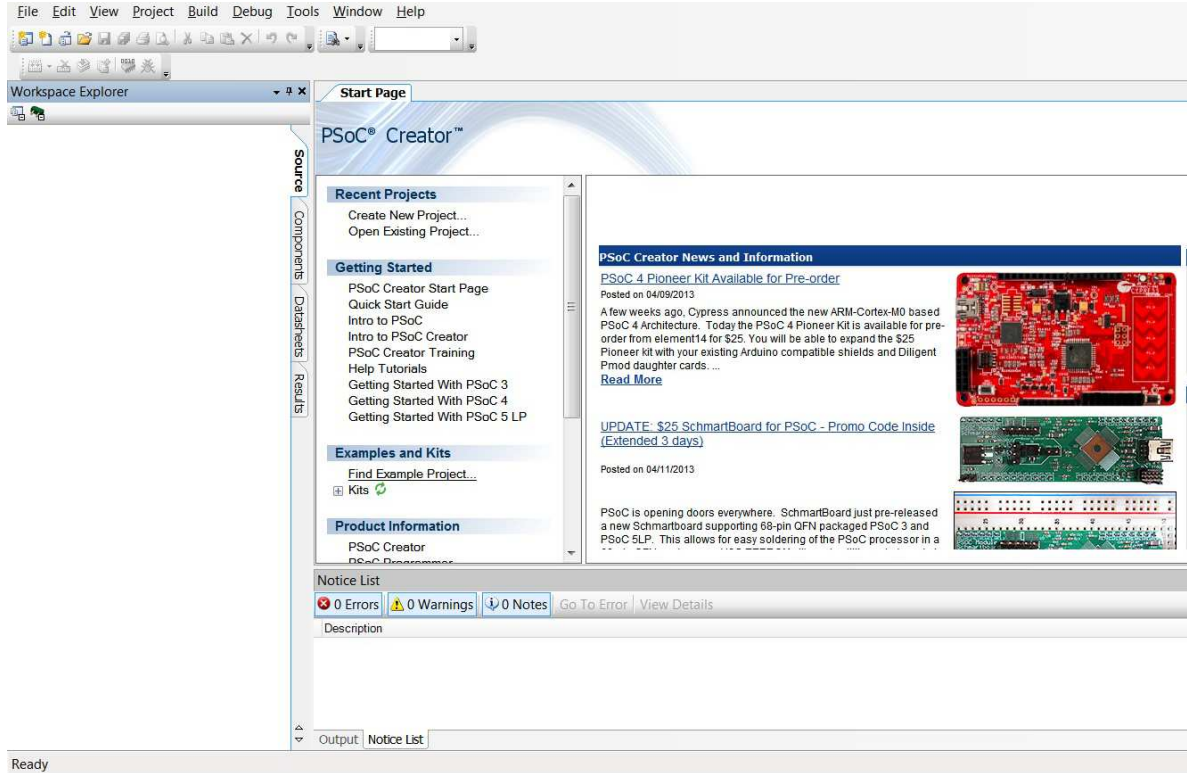 File Edit View Project Build Debug Tools Window Help
Workspace Explorer
Source
Components
Datasheets
Results
Start Page
PSoC® Creator™
Recent Projects
Create New Project...
Open Existing Project...
Getting Started
PSoC Creator Start Page
Quick Start Guide
Intro to PSoC
Intro to PSoC Creator
PSoC Creator Training
Help Tutorials
Getting Started With PSoC 3
Getting Started With PSoC 4
Getting Started With PSoC 5 LP
Examples and Kits
Find Example Project...
Kits
Product Information
PSoC Creator
PSoC Programmer
PSoC Creator News and Information
PSoC 4 Pioneer Kit Available for Pre-order
Posted on 04/09/2013
A few weeks ago, Cypress announced the new ARM-Cortex-M0 based
PSoC 4 Architecture. Today the PSoC 4 Pioneer Kit is available for pre-
order from element14 for $25. You will be able to expand the $25
Pioneer kit with your existing Arduino compatible shields and Diligent
Pmod daughter cards. ...
Read More
UPDATE: $25 SchmartBoard for PSoC - Promo Code Inside
(Extended 3 days)
Posted on 04/11/2013
PSoC is opening doors everywhere. SchmartBoard just pre-released
a new Schmartboard supporting 68-pin QFN packaged PSoC 3 and
PSoC 5LP. This allows for easy soldering of the PSoC processor in a
Notice List
0 Errors 0 Warnings 0 Notes Go To Error View Details
Description
Output Notice List
Ready